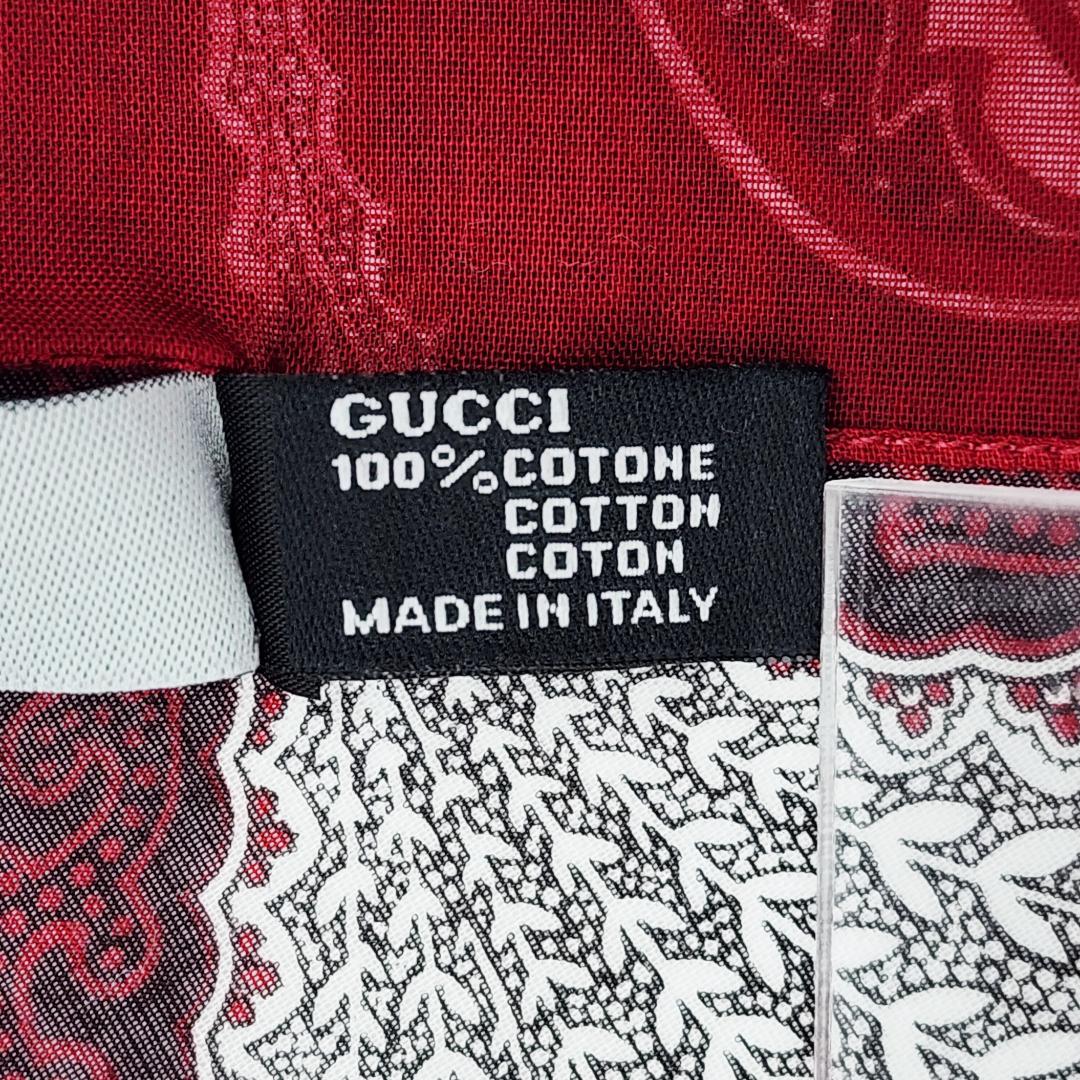 GUCCI
100% COTONE
COTTON
COTON
MADE IN ITALY